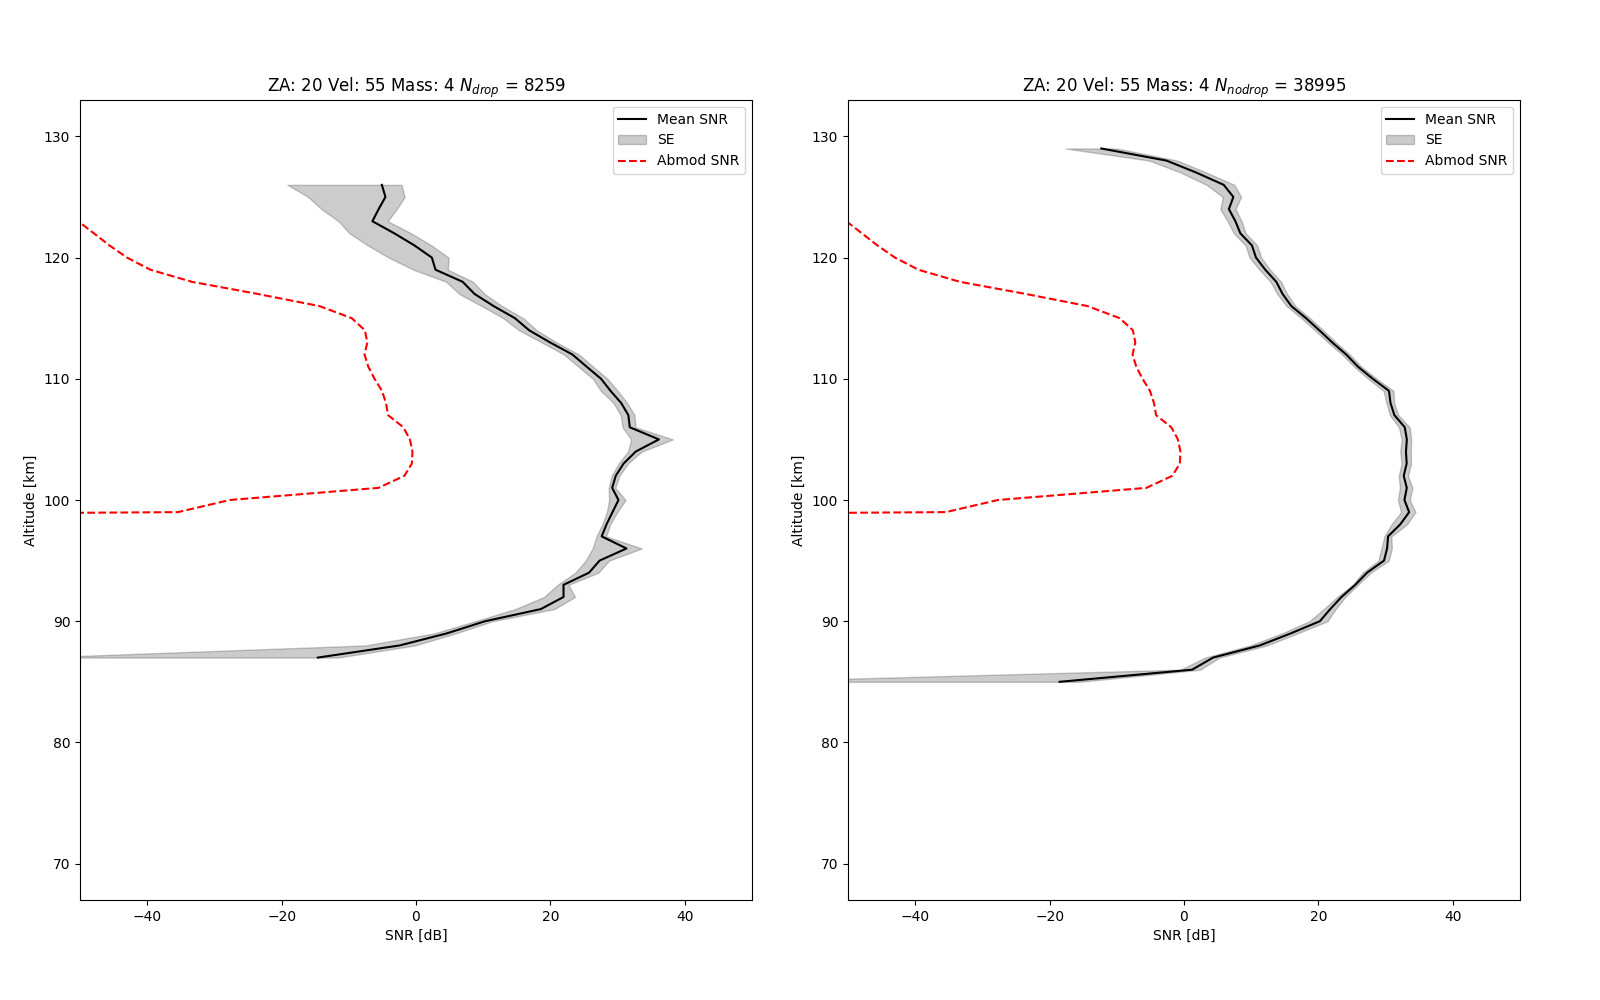 ZA: 20 Vel: 55 Mass: 4 N_drop = 8259
Mean SNR
SE
Abmod SNR
130
120
110
100
90
80
70
Altitude [km]
−40
−20
0
20
40
SNR [dB]
ZA: 20 Vel: 55 Mass: 4 N_nodrop = 38995
Mean SNR
SE
Abmod SNR
130
120
110
100
90
80
70
Altitude [km]
−40
−20
0
20
40
SNR [dB]